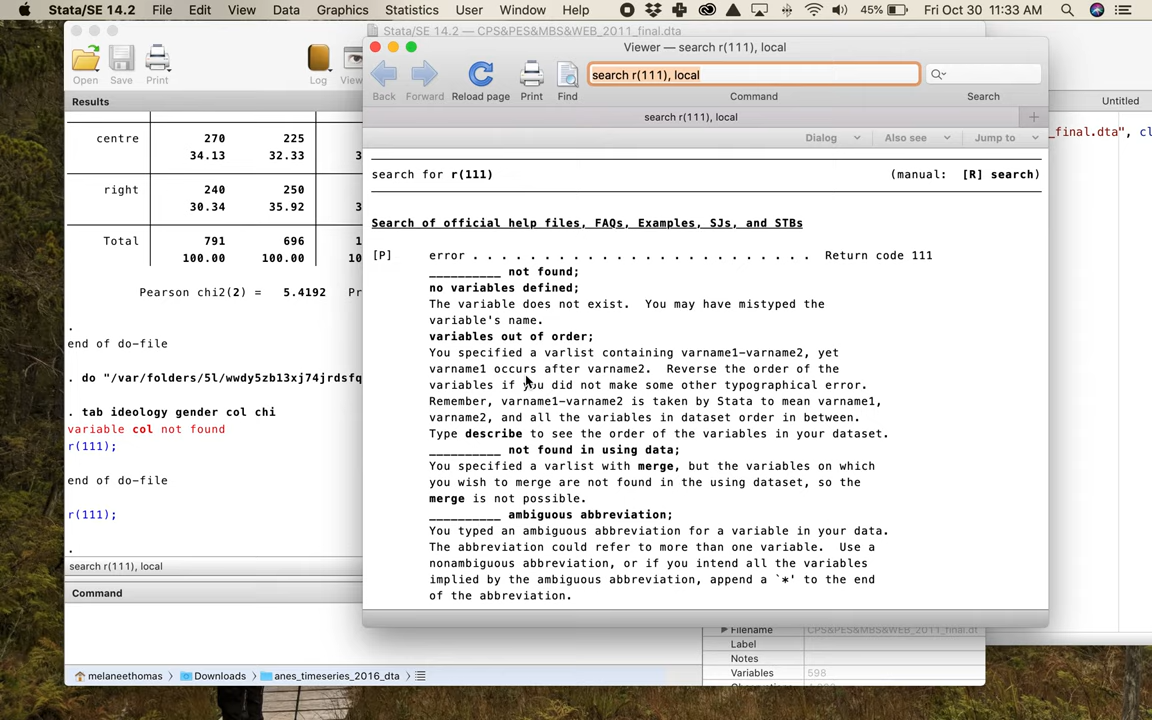 Stata/SE 14.2 File Edit View Data Graphics Statistics User Window Help 45% Fri Oct 30 11:33 AM
Stata/SE 14.2 — CPS&PES&MBS&WEB_2011_final.dta
Open Save Print Log
Viewer — search r(111), local
search r(111), local
Back Forward Reload page Print Find Command Search
search r(111), local
Dialog Also see Jump to
Results
Untitled
_final.dta",
centre 270 225
34.13 32.33
right 240 250
30.34 35.92
Total 791 696
100.00 100.00
Pearson chi2(2) = 5.4192
.
end of do-file
. do "/var/folders/5l/wwdy5zb13xj74jrdsfq
. tab ideology gender col chi
variable col not found
r(111);
end of do-file
r(111);
.
search r(111), local
Command
search for r(111) (manual: [R] search)
Search of official help files, FAQs, Examples, SJs, and STBs
[P] error . . . . . . . . . . . . . . . . . . . . . . . . Return code 111
__________ not found;
no variables defined;
The variable does not exist. You may have mistyped the
variable's name.
variables out of order;
You specified a varlist containing varname1-varname2, yet
varname1 occurs after varname2. Reverse the order of the
variables if you did not make some other typographical error.
Remember, varname1-varname2 is taken by Stata to mean varname1,
varname2, and all the variables in dataset order in between.
Type describe to see the order of the variables in your dataset.
__________ not found in using data;
You specified a varlist with merge, but the variables on which
you wish to merge are not found in the using dataset, so the
merge is not possible.
__________ ambiguous abbreviation;
You typed an ambiguous abbreviation for a variable in your data.
The abbreviation could refer to more than one variable. Use a
nonambiguous abbreviation, or if you intend all the variables
implied by the ambiguous abbreviation, append a `*' to the end
of the abbreviation.
Filename CPS&PES&MBS&WEB_2011_final.dt
Label
Notes
Variables 598
melaneethomas Downloads anes_timeseries_2016_dta